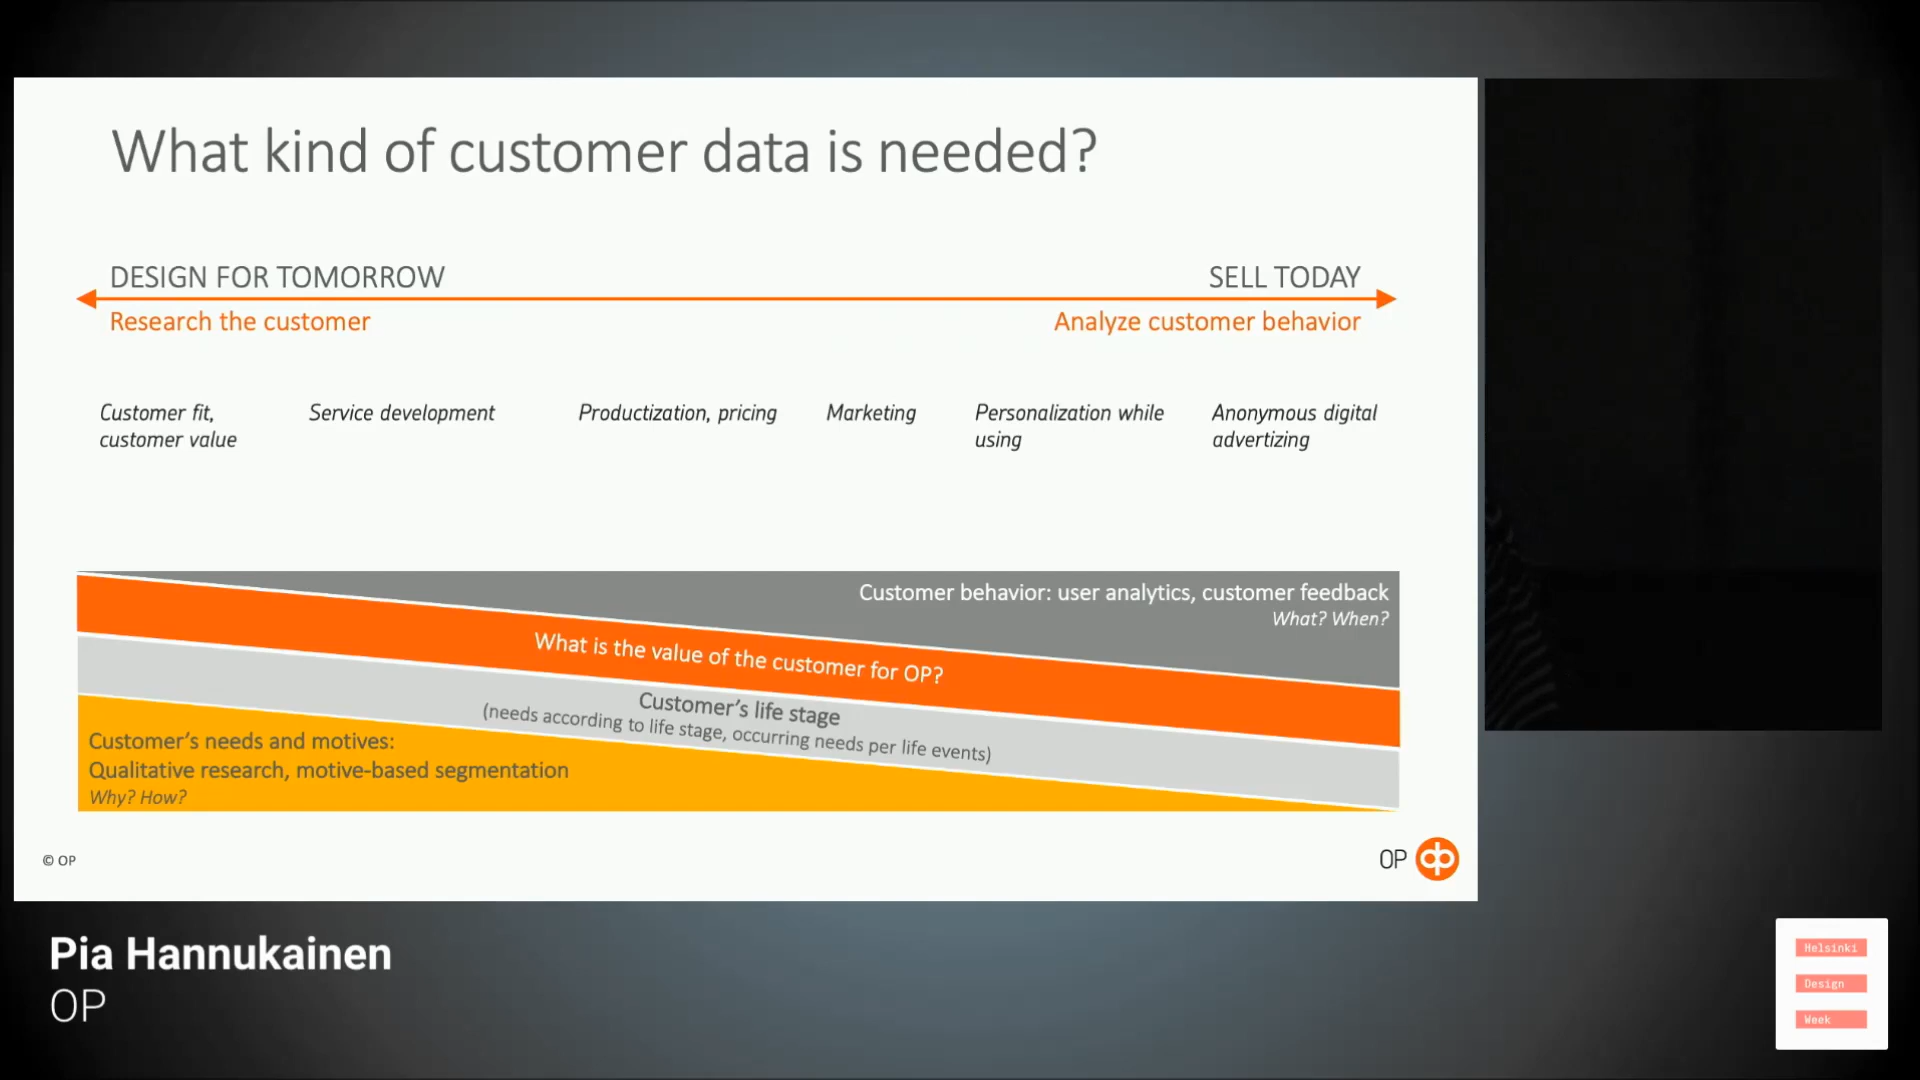 What kind of customer data is needed?
DESIGN FOR TOMORROW
SELL TODAY
Research the customer
Analyze customer behavior
Customer fit,
customer value
Service development
Productization, pricing
Marketing
Personalization while
using
Anonymous digital
advertizing
Customer behavior: user analytics, customer feedback
What? When?
What is the value of the customer for OP?
Customer's life stage
(needs according to life stage, occurring needs per life events)
Customer's needs and motives:
Qualitative research, motive-based segmentation
Why? How?
© OP
OP
Pia Hannukainen
OP
Helsinki
Design
Week